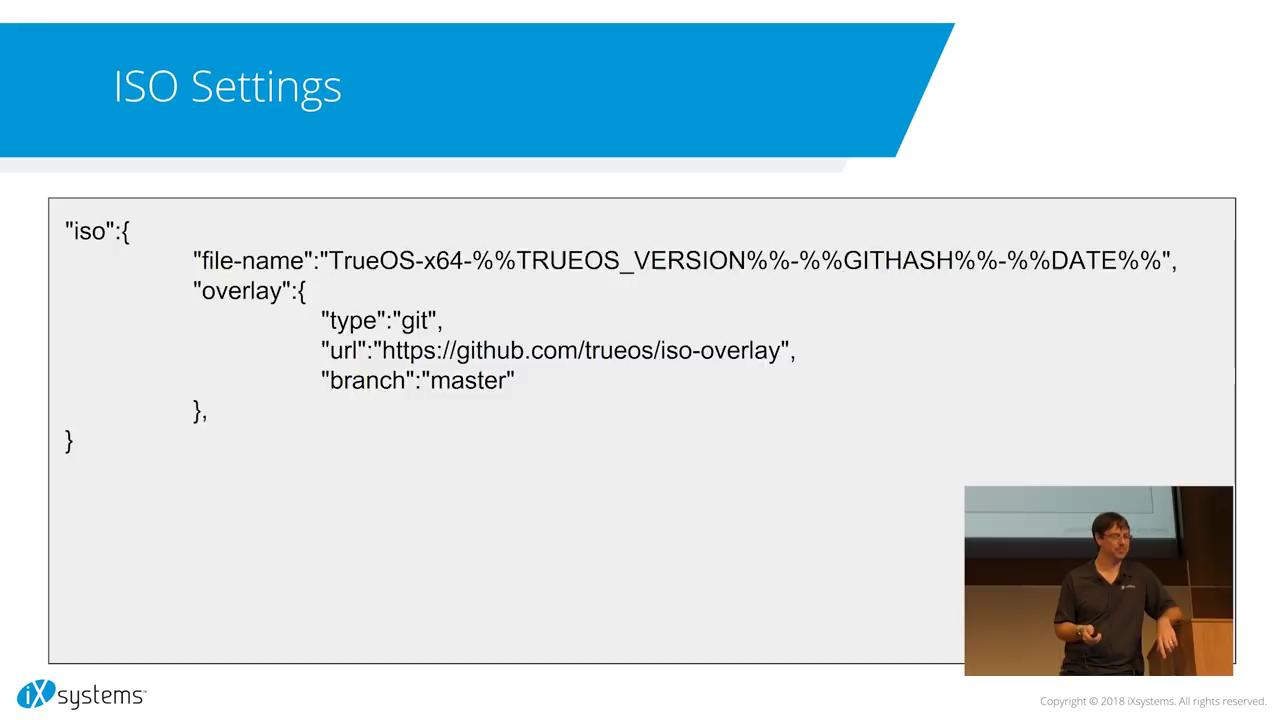 ISO Settings
"iso":{
"file-name":"TrueOS-x64-%%TRUEOS_VERSION%%-%%GITHASH%%-%%DATE%%",
"overlay":{
"type":"git",
"url":"https://github.com/trueos/iso-overlay",
"branch":"master"
},
}
iXsystems™
Copyright © 2018 iXsystems. All rights reserved.